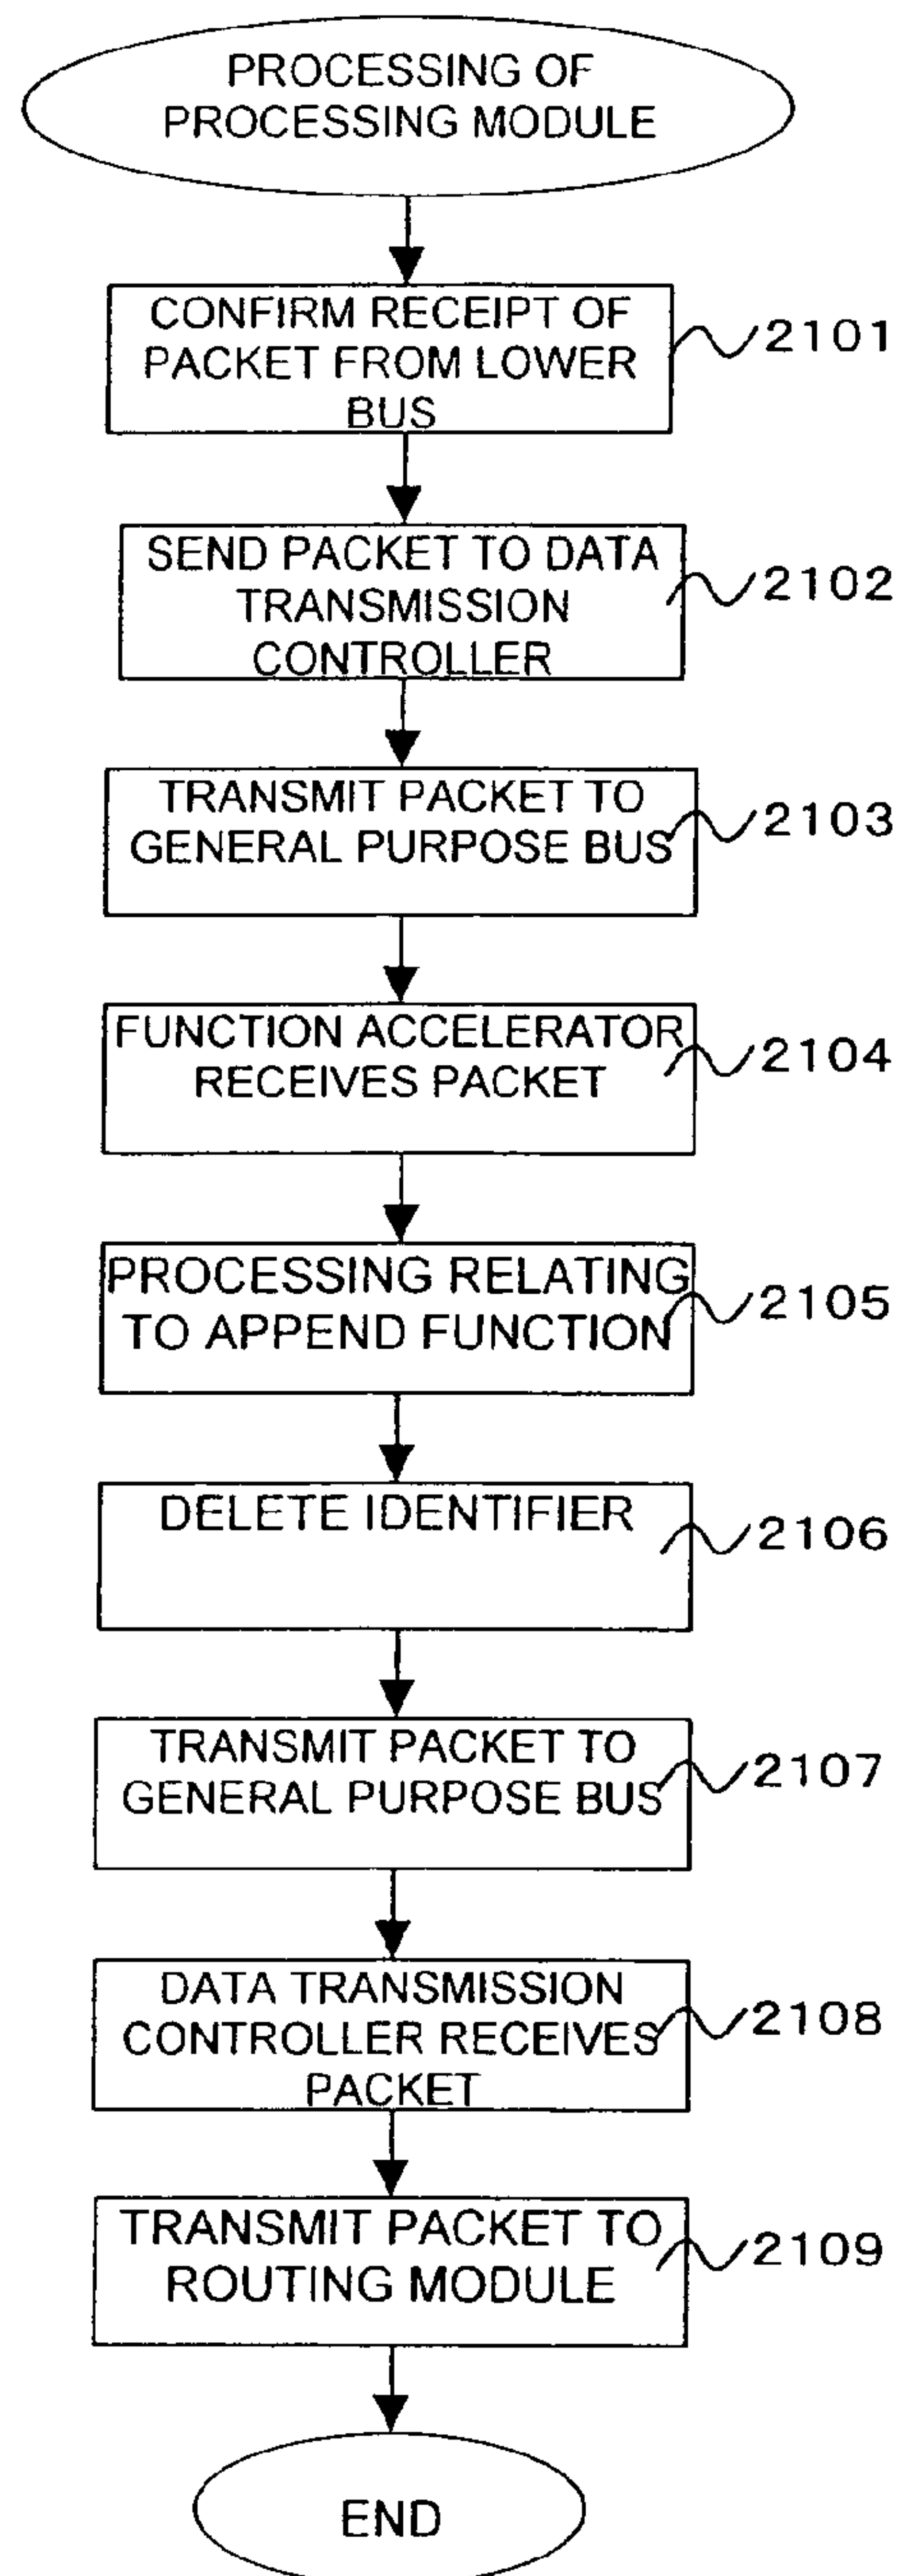 PROCESSING OF
PROCESSING MODULE
CONFIRM RECEIPT OF
PACKET FROM LOWER
BUS
2101
SEND PACKET TO DATA
TRANSMISSION
CONTROLLER
2102
TRANSMIT PACKET TO
GENERAL PURPOSE BUS
2103
FUNCTION ACCELERATOR
RECEIVES PACKET
2104
PROCESSING RELATING
TO APPEND FUNCTION
2105
DELETE IDENTIFIER
2106
TRANSMIT PACKET TO
GENERAL PURPOSE BUS
2107
DATA TRANSMISSION
CONTROLLER RECEIVES
PACKET
2108
TRANSMIT PACKET TO
ROUTING MODULE
2109
END